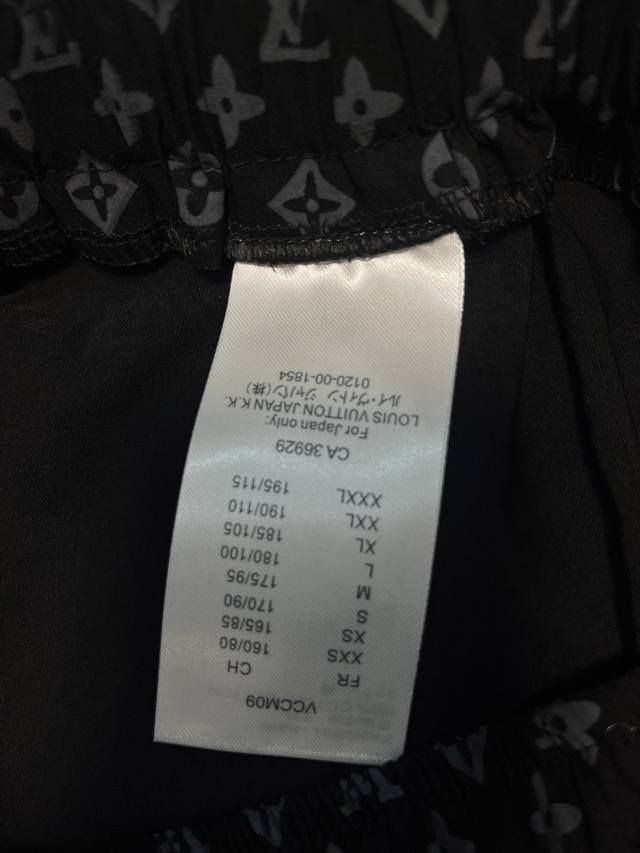 VCCM09
FR CH
XXS 160/80
XS 165/85
S 170/90
M 175/95
L 180/100
XL 185/105
XXL 190/110
XXXL 195/115
CA 36929
For Japan only:
LOUIS VUITTON JAPAN K.K.
ルイ・ヴィトン ジャパン(株)
0120-00-1854